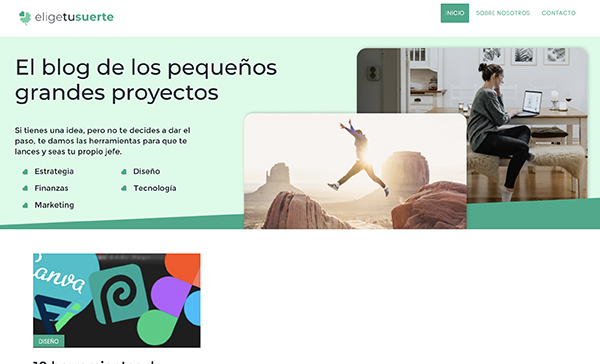 eligetusuerte
INICIO
SOBRE NOSOTROS
CONTACTO
El blog de los pequeños
grandes proyectos
Si tienes una idea, pero no te decides a dar el
paso, te damos las herramientas para que te
lances y seas tu propio jefe.
Estrategia
Diseño
Finanzas
Tecnología
Marketing
anva
DISEÑO